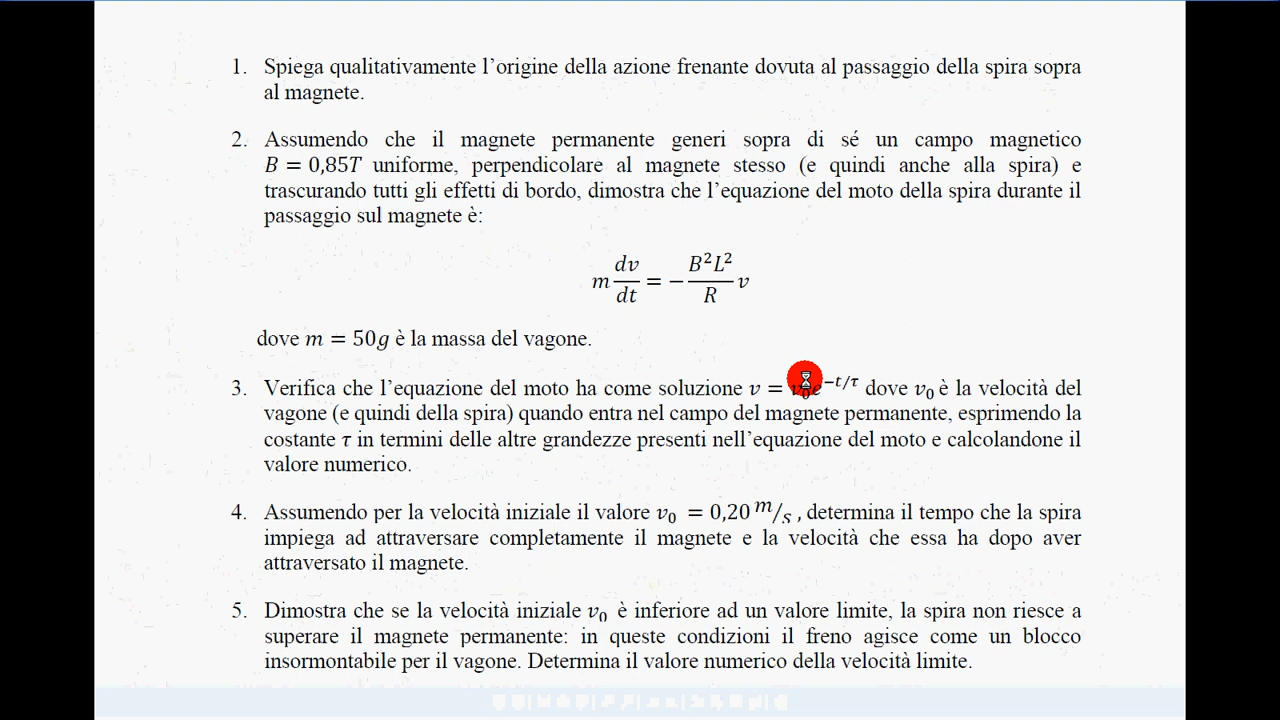 1. Spiega qualitativamente l'origine della azione frenante dovuta al passaggio della spira sopra
al magnete.
2. Assumendo che il magnete permanente generi sopra di sé un campo magnetico
B = 0,85T uniforme, perpendicolare al magnete stesso (e quindi anche alla spira) e
trascurando tutti gli effetti di bordo, dimostra che l'equazione del moto della spira durante il
passaggio sul magnete è:
m dv/dt = − B²L²/R v
dove m = 50g è la massa del vagone.
3. Verifica che l'equazione del moto ha come soluzione v = v₀e^−t/τ dove v₀ è la velocità del
vagone (e quindi della spira) quando entra nel campo del magnete permanente, esprimendo la
costante τ in termini delle altre grandezze presenti nell'equazione del moto e calcolandone il
valore numerico.
4. Assumendo per la velocità iniziale il valore v₀ = 0,20 m/s, determina il tempo che la spira
impiega ad attraversare completamente il magnete e la velocità che essa ha dopo aver
attraversato il magnete.
5. Dimostra che se la velocità iniziale v₀ è inferiore ad un valore limite, la spira non riesce a
superare il magnete permanente: in queste condizioni il freno agisce come un blocco
insormontabile per il vagone. Determina il valore numerico della velocità limite.